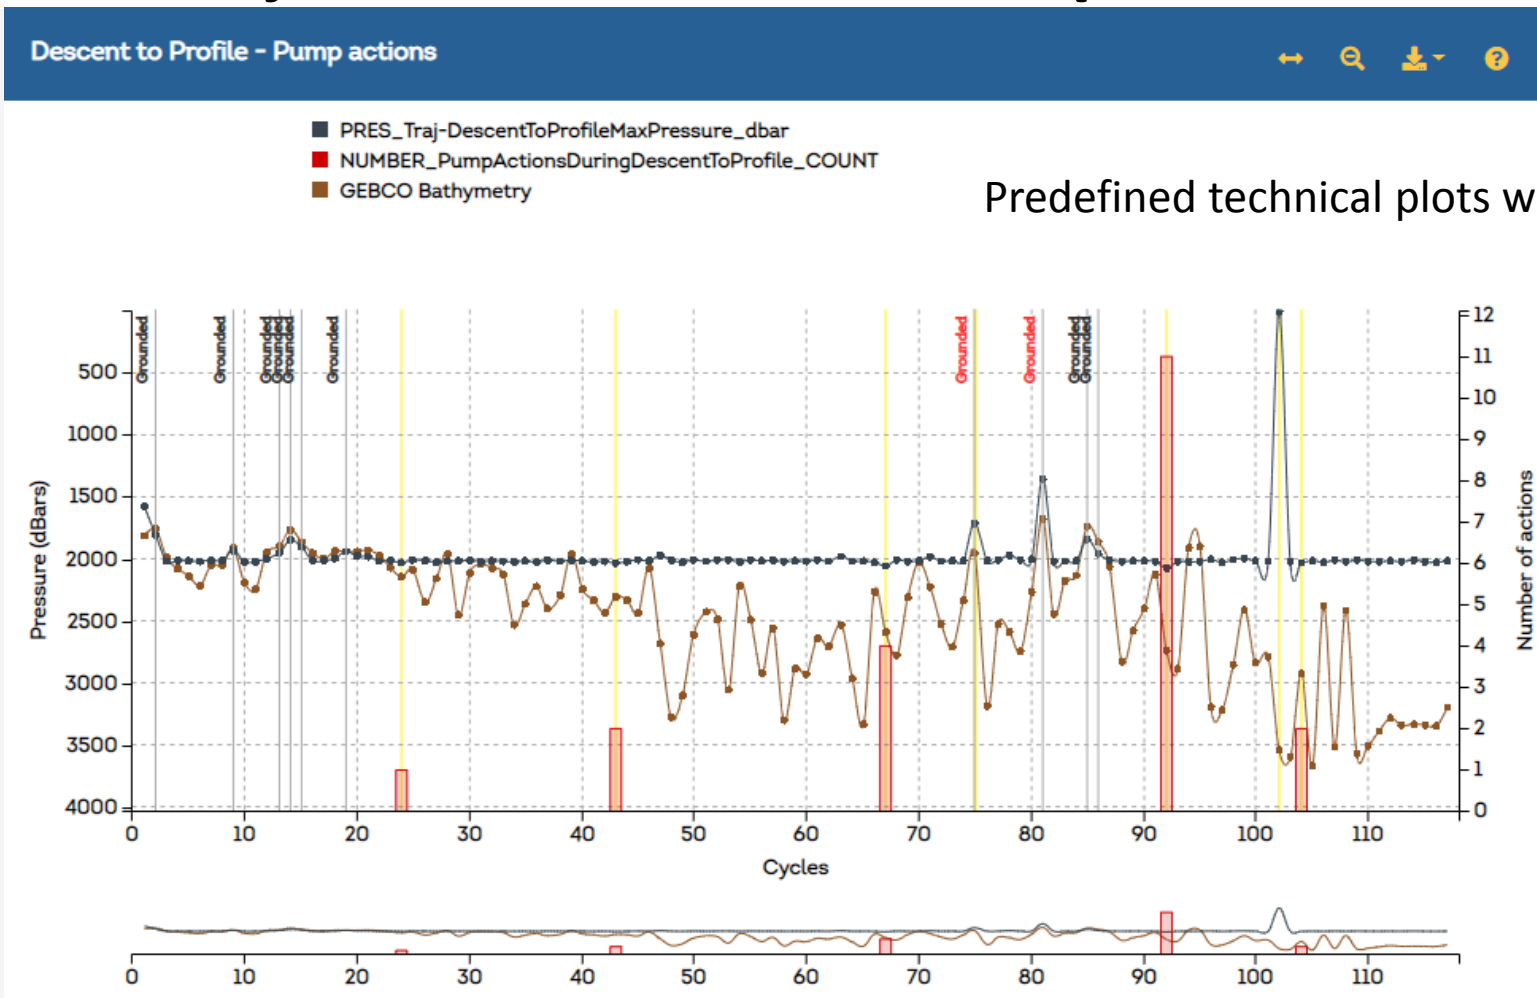 Descent to Profile - Pump actions
PRES_Traj-DescentToProfileMaxPressure_dbar
NUMBER_PumpActionsDuringDescentToProfile_COUNT
GEBCO Bathymetry
Predefined technical plots w
Grounded
Grounded
Grounded
Grounded
Grounded
Grounded
Grounded
Grounded
Grounded
Grounded
500
1000
1500
2000
2500
3000
3500
4000
Pressure (dBars)
12
11
10
9
8
7
6
5
4
3
2
1
0
Number of actions
0 10 20 30 40 50 60 70 80 90 100 110
Cycles
0 10 20 30 40 50 60 70 80 90 100 110